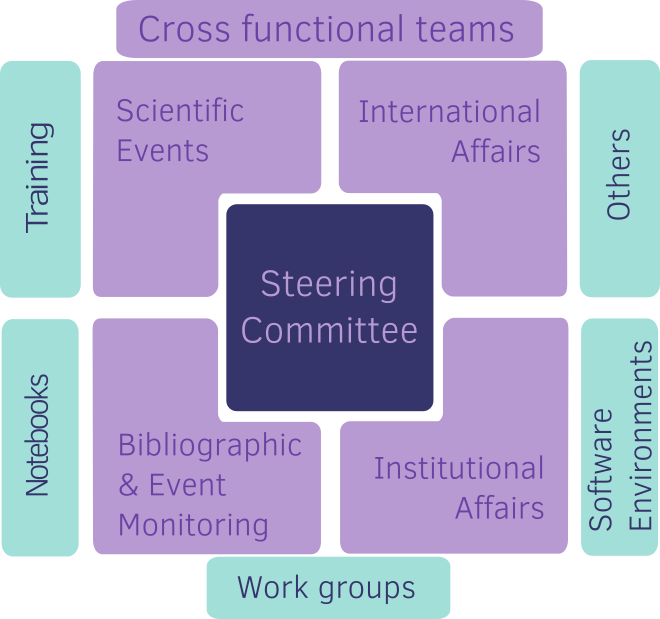 Cross functional teams
Training
Scientific
Events
International
Affairs
Others
Steering
Committee
Notebooks
Bibliographic
& Event
Monitoring
Institutional
Affairs
Software
Environments
Work groups